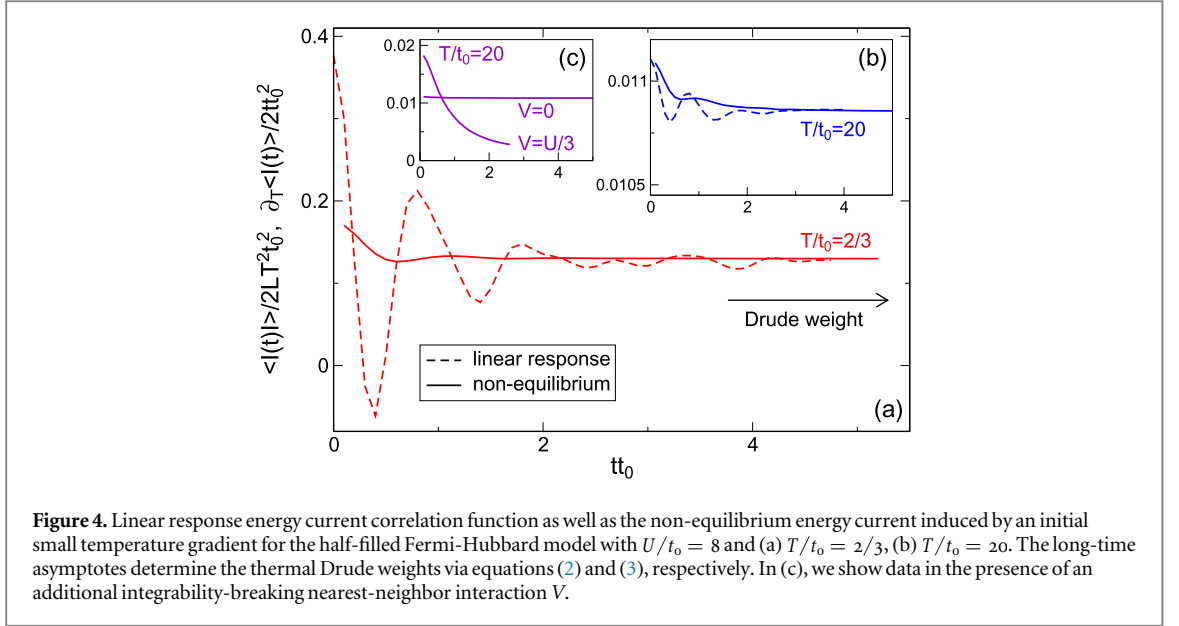 0.4
0.2
0
<I(t)I>/2LT²t₀², ∂_T<I(t)>/2tt₀²
0.02
0.01
0
T/t₀=20
(c)
V=0
V=U/3
0 2 4
0.011
0.0105
(b)
T/t₀=20
0 2 4
T/t₀=2/3
Drude weight
linear response
non-equilibrium
(a)
0 2 4
tt₀
Figure 4. Linear response energy current correlation function as well as the non-equilibrium energy current induced by an initial
small temperature gradient for the half-filled Fermi-Hubbard model with U/t₀ = 8 and (a) T/t₀ = 2/3, (b) T/t₀ = 20. The long-time
asymptotes determine the thermal Drude weights via equations (2) and (3), respectively. In (c), we show data in the presence of an
additional integrability-breaking nearest-neighbor interaction V.